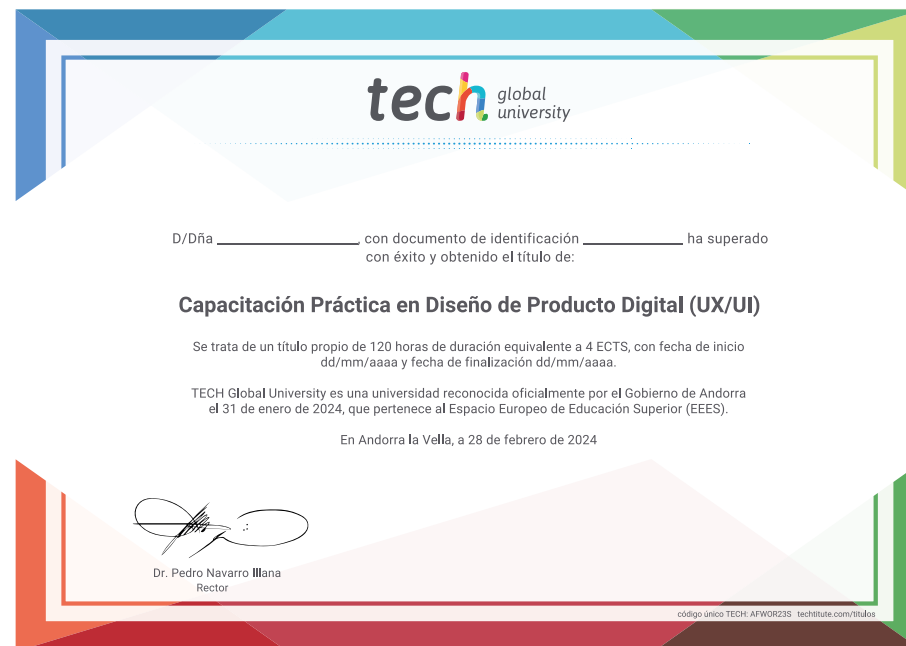 tech global university
D/Dña ____________________, con documento de identificación ______________ ha superado
con éxito y obtenido el título de:
Capacitación Práctica en Diseño de Producto Digital (UX/UI)
Se trata de un título propio de 120 horas de duración equivalente a 4 ECTS, con fecha de inicio
dd/mm/aaaa y fecha de finalización dd/mm/aaaa.
TECH Global University es una universidad reconocida oficialmente por el Gobierno de Andorra
el 31 de enero de 2024, que pertenece al Espacio Europeo de Educación Superior (EEES).
En Andorra la Vella, a 28 de febrero de 2024
Dr. Pedro Navarro Illana
Rector
código único TECH: AFWOR23S techtitute.com/titulos